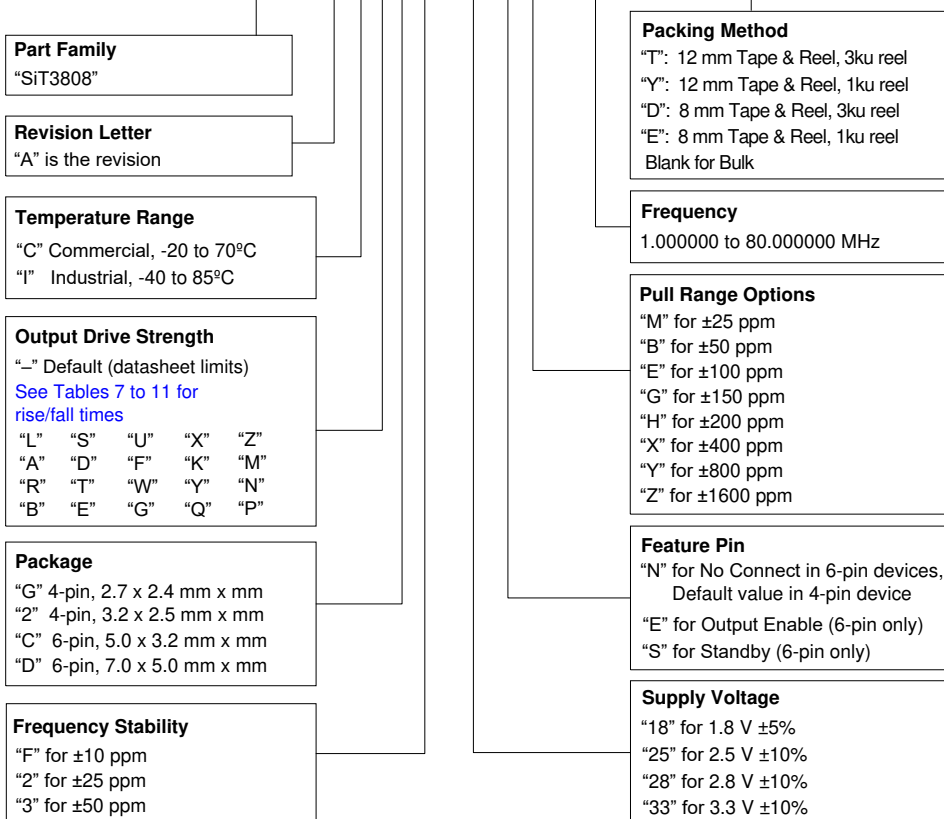 Part Family
“SiT3808”
Revision Letter
“A” is the revision
Temperature Range
“C” Commercial, -20 to 70ºC
“I” Industrial, -40 to 85ºC
Output Drive Strength
“–” Default (datasheet limits)
See Tables 7 to 11 for
rise/fall times
“L” “S” “U” “X” “Z”
“A” “D” “F” “K” “M”
“R” “T” “W” “Y” “N”
“B” “E” “G” “Q” “P”
Package
“G” 4-pin, 2.7 x 2.4 mm x mm
“2” 4-pin, 3.2 x 2.5 mm x mm
“C” 6-pin, 5.0 x 3.2 mm x mm
“D” 6-pin, 7.0 x 5.0 mm x mm
Frequency Stability
“F” for ±10 ppm
“2” for ±25 ppm
“3” for ±50 ppm
Packing Method
“T”: 12 mm Tape & Reel, 3ku reel
“Y”: 12 mm Tape & Reel, 1ku reel
“D”: 8 mm Tape & Reel, 3ku reel
“E”: 8 mm Tape & Reel, 1ku reel
Blank for Bulk
Frequency
1.000000 to 80.000000 MHz
Pull Range Options
“M” for ±25 ppm
“B” for ±50 ppm
“E” for ±100 ppm
“G” for ±150 ppm
“H” for ±200 ppm
“X” for ±400 ppm
“Y” for ±800 ppm
“Z” for ±1600 ppm
Feature Pin
“N” for No Connect in 6-pin devices,
Default value in 4-pin device
“E” for Output Enable (6-pin only)
“S” for Standby (6-pin only)
Supply Voltage
“18” for 1.8 V ±5%
“25” for 2.5 V ±10%
“28” for 2.8 V ±10%
“33” for 3.3 V ±10%